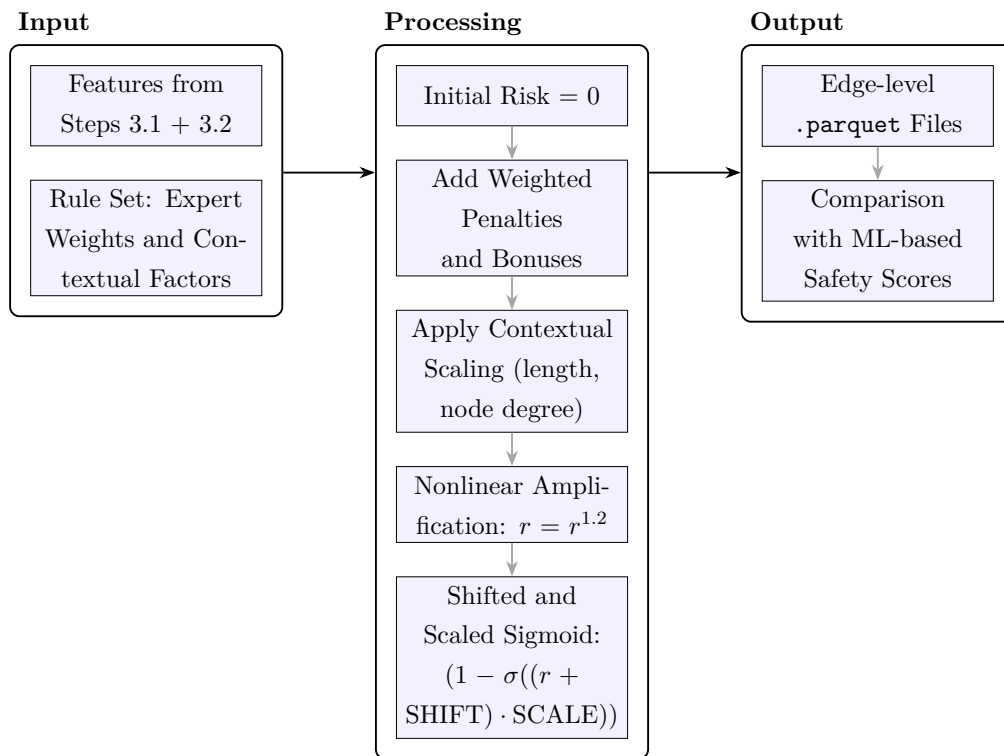 Input
Features from
Steps 3.1 + 3.2
Rule Set: Expert
Weights and Con-
textual Factors
Processing
Initial Risk = 0
Add Weighted
Penalties
and Bonuses
Apply Contextual
Scaling (length,
node degree)
Nonlinear Ampli-
fication: r = r^{1.2}
Shifted and
Scaled Sigmoid:
(1 − σ((r +
SHIFT) · SCALE))
Output
Edge-level
.parquet Files
Comparison
with ML-based
Safety Scores